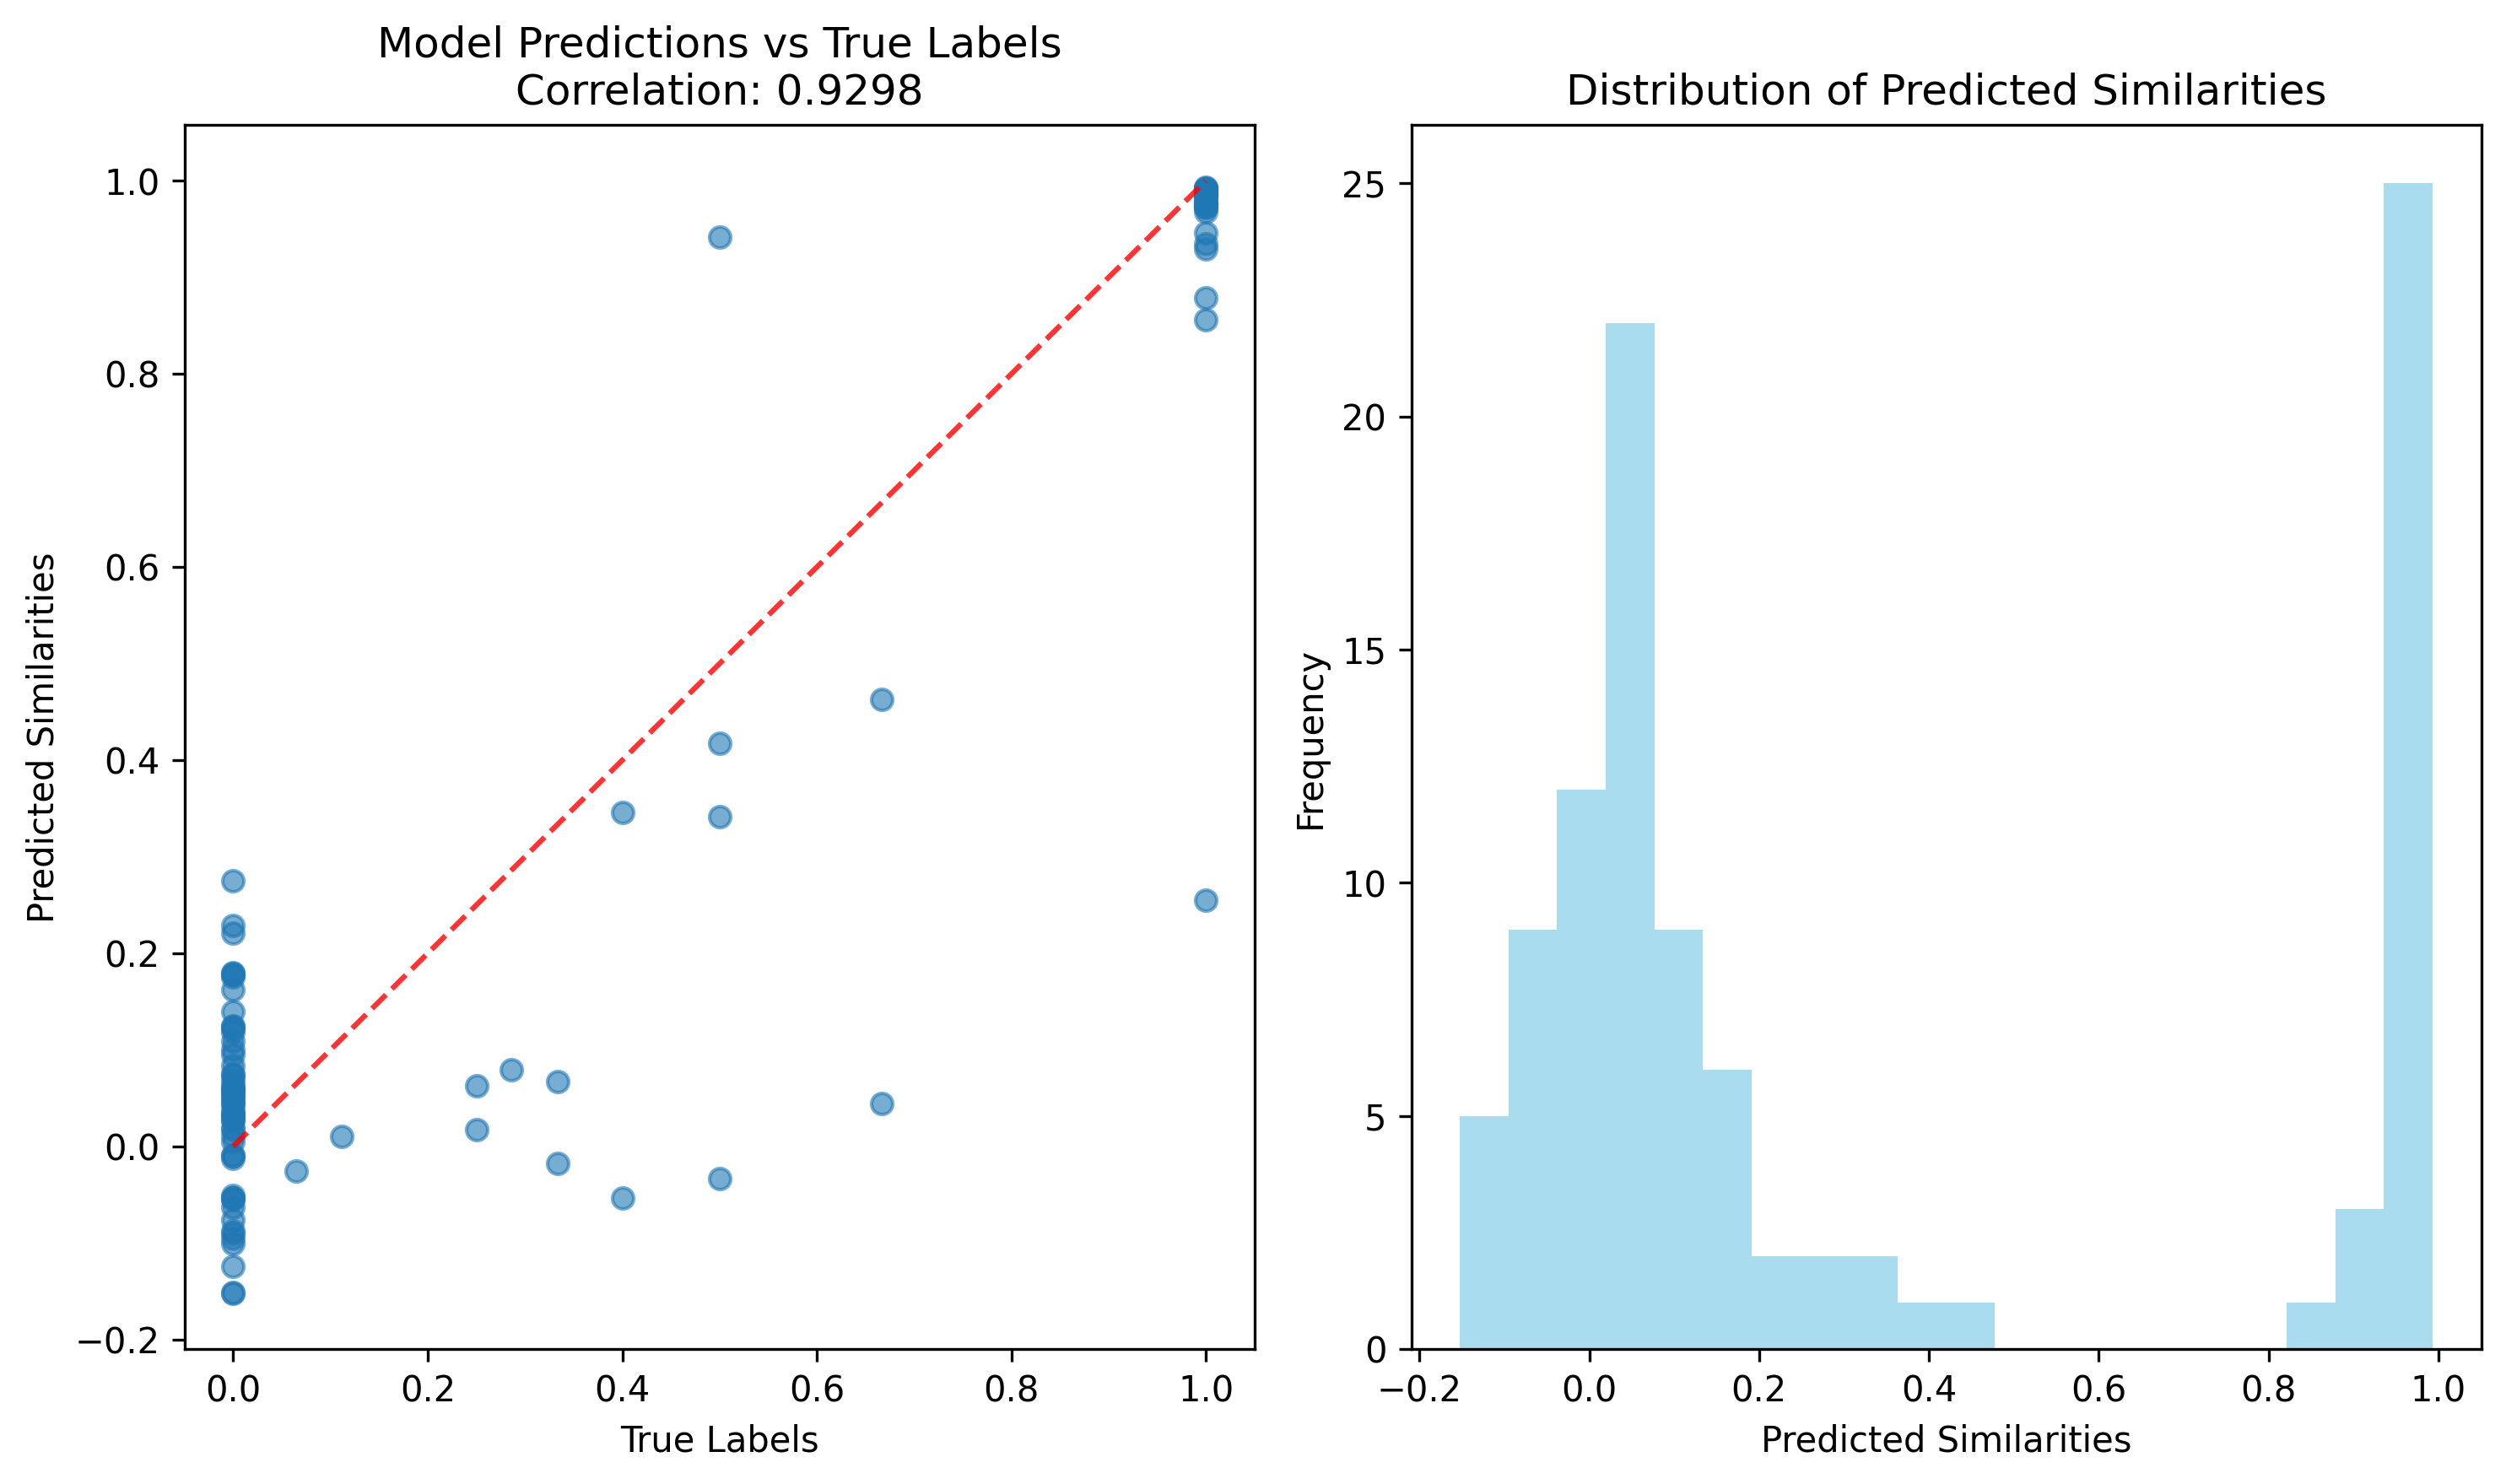 Model Predictions vs True Labels
Correlation: 0.9298
1.0
0.8
0.6
0.4
0.2
0.0
−0.2
Predicted Similarities
0.0 0.2 0.4 0.6 0.8 1.0
True Labels
Distribution of Predicted Similarities
25
20
15
10
5
0
Frequency
−0.2 0.0 0.2 0.4 0.6 0.8 1.0
Predicted Similarities